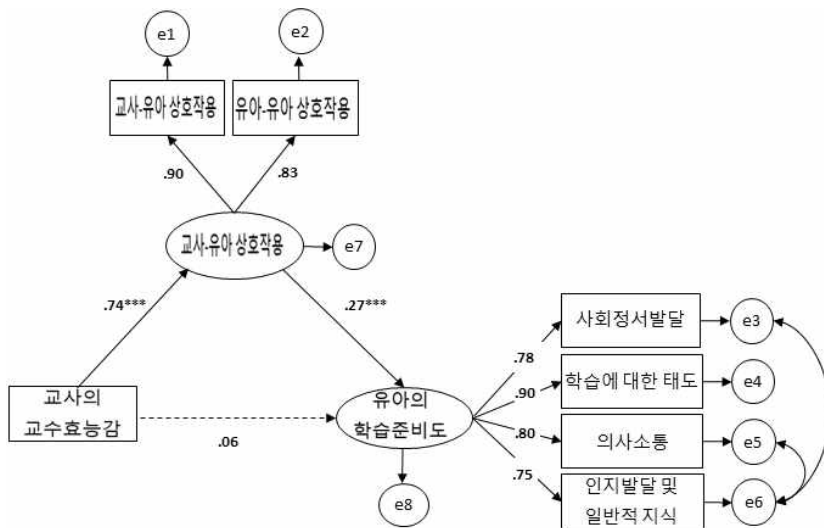 e1
e2
교사-유아 상호작용
유아-유아 상호작용
.90
.83
교사-유아 상호작용
e7
.74***
.27***
사회정서발달
e3
.78
학습에 대한 태도
e4
.90
교사의
교수효능감
유아의
학습준비도
.06
.80
의사소통
e5
.75
인지발달 및
일반적 지식
e6
e8